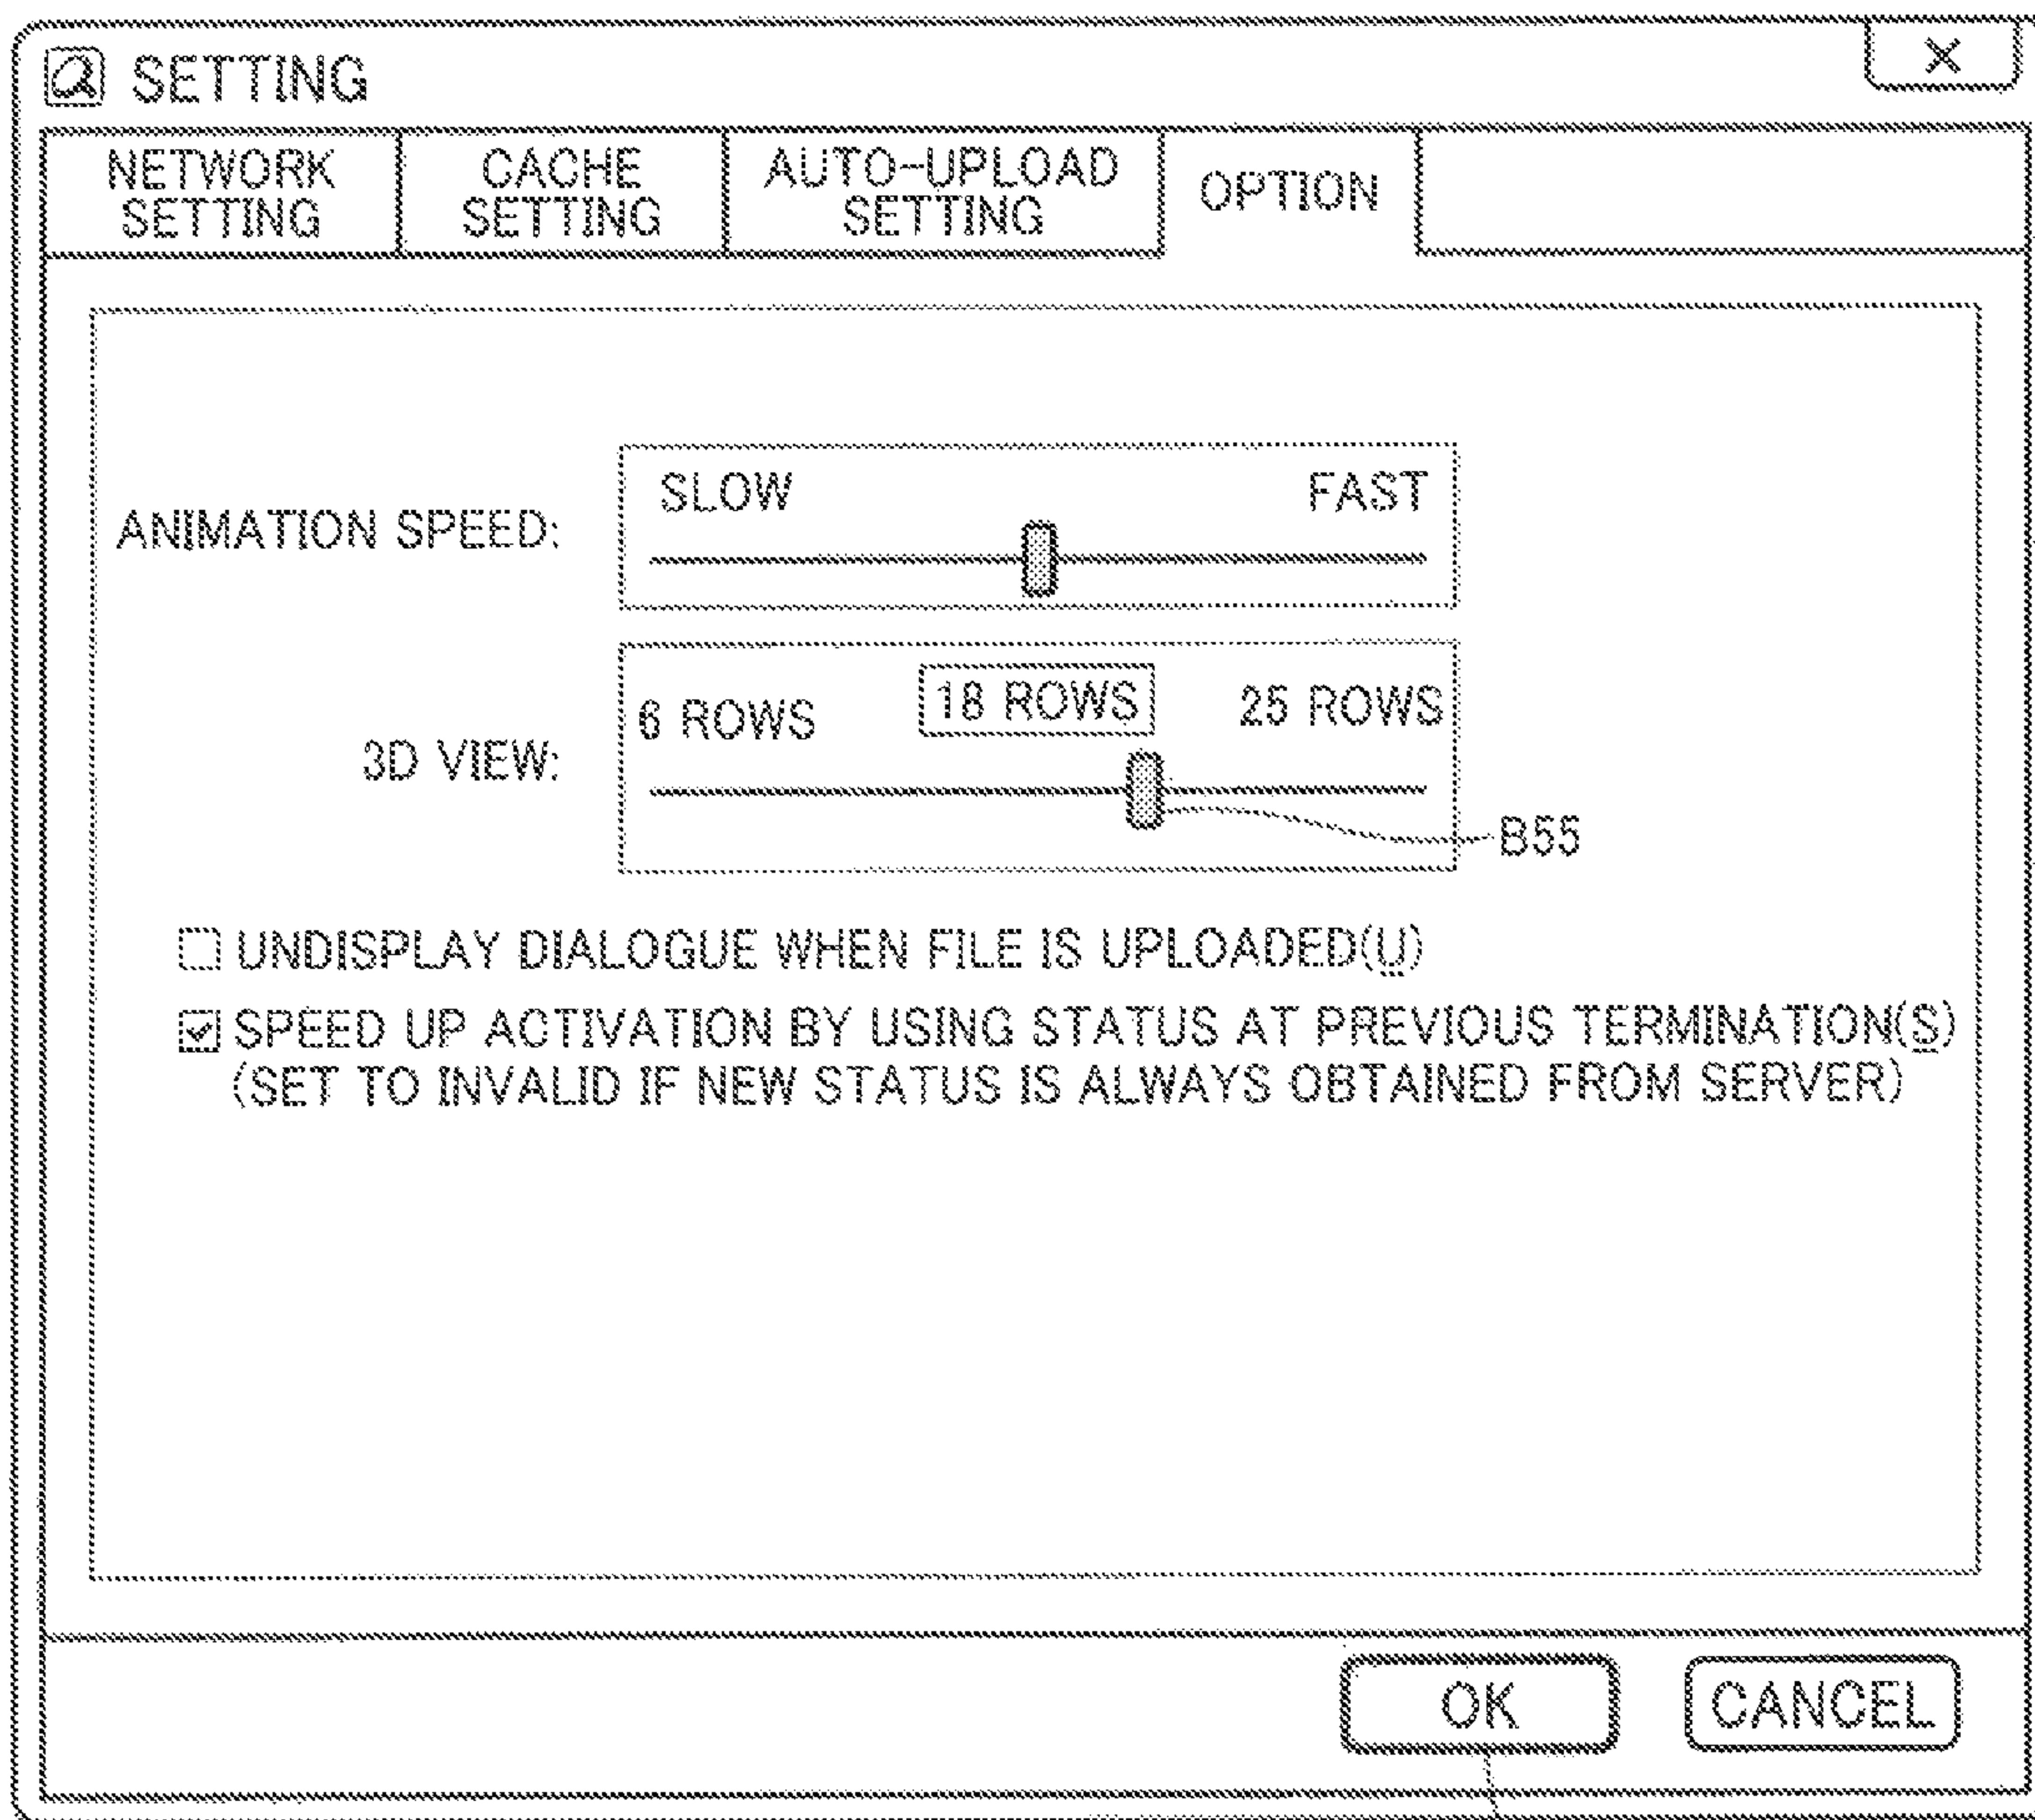 SETTING
×
NETWORK SETTING
CACHE SETTING
AUTO-UPLOAD SETTING
OPTION
ANIMATION SPEED:
SLOW FAST
3D VIEW:
6 ROWS 18 ROWS 25 ROWS
B55
UNDISPLAY DIALOGUE WHEN FILE IS UPLOADED(U)
SPEED UP ACTIVATION BY USING STATUS AT PREVIOUS TERMINATION(S)
(SET TO INVALID IF NEW STATUS IS ALWAYS OBTAINED FROM SERVER)
OK CANCEL